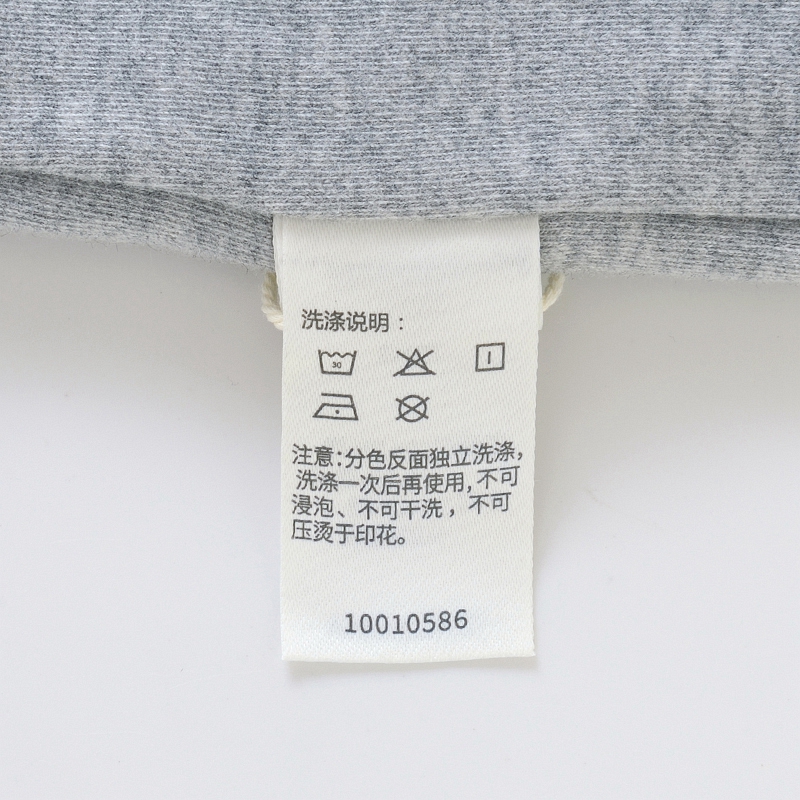 洗涤说明：
30
注意:分色反面独立洗涤,
洗涤一次后再使用,不可
浸泡、不可干洗，不可
压烫于印花。
10010586